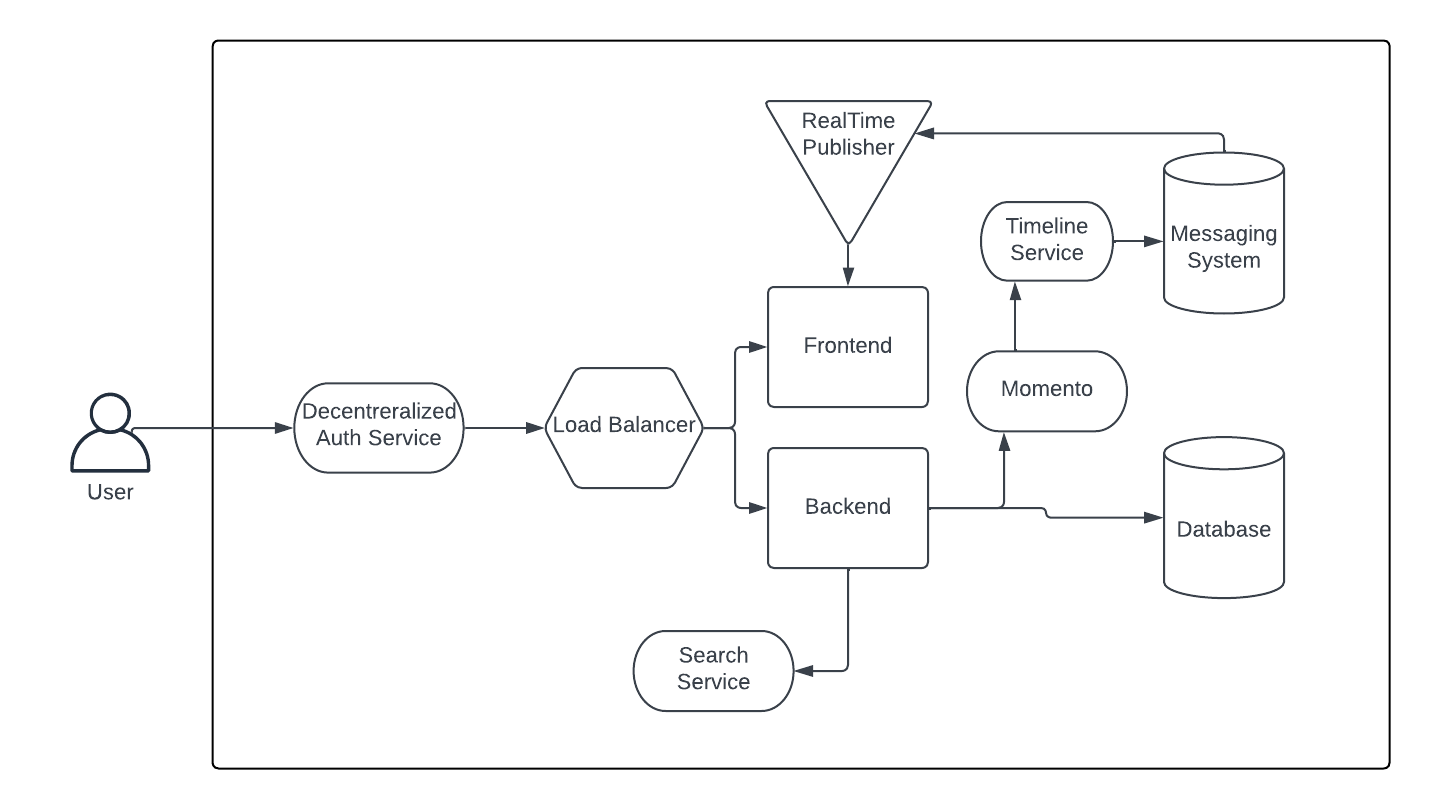 RealTime
Publisher
Timeline
Service
Messaging
System
Frontend
Momento
Decentreralized
Auth Service
Load Balancer
User
Backend
Database
Search
Service